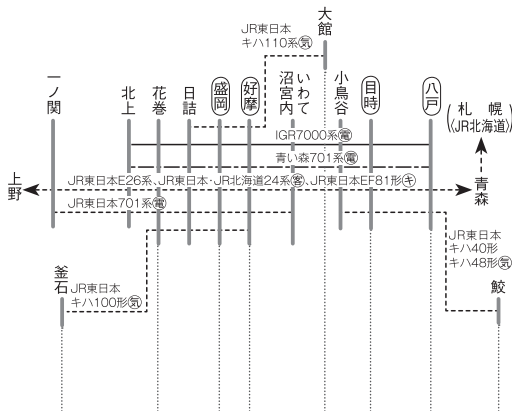 大館
JR東日本
キハ110系㊋気
一ノ関
北上
花巻
日詰
盛岡
好摩
いわて
沼宮内
小鳥谷
目時
八戸
札幌
(JR北海道)
IGR7000系電
青い森701系電
上野
JR東日本E26系、JR東日本・JR北海道24系客、JR東日本EF81形キ
青森
JR東日本701系電
JR東日本
キハ40形
キハ48形気
釜石
JR東日本
キハ100形気
鮫